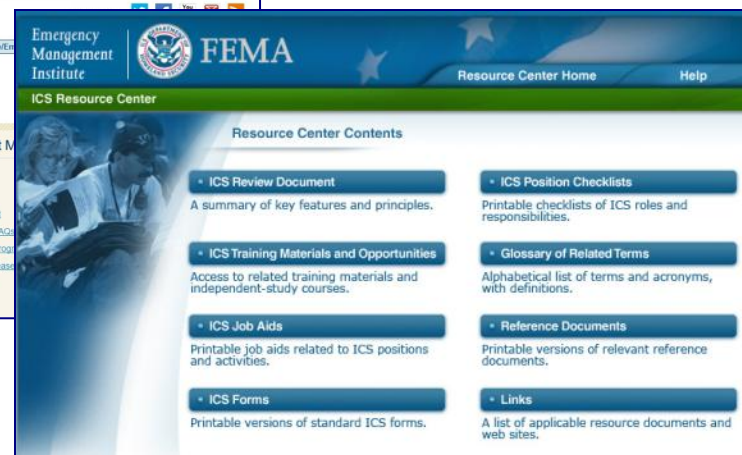 Emergency
Management
Institute
FEMA
Resource Center Home
Help
ICS Resource Center
Resource Center Contents
• ICS Review Document
A summary of key features and principles.
• ICS Position Checklists
Printable checklists of ICS roles and
responsibilities.
• ICS Training Materials and Opportunities
Access to related training materials and
independent-study courses.
• Glossary of Related Terms
Alphabetical list of terms and acronyms,
with definitions.
• ICS Job Aids
Printable job aids related to ICS positions
and activities.
• Reference Documents
Printable versions of relevant reference
documents.
• ICS Forms
Printable versions of standard ICS forms.
• Links
A list of applicable resource documents and
web sites.